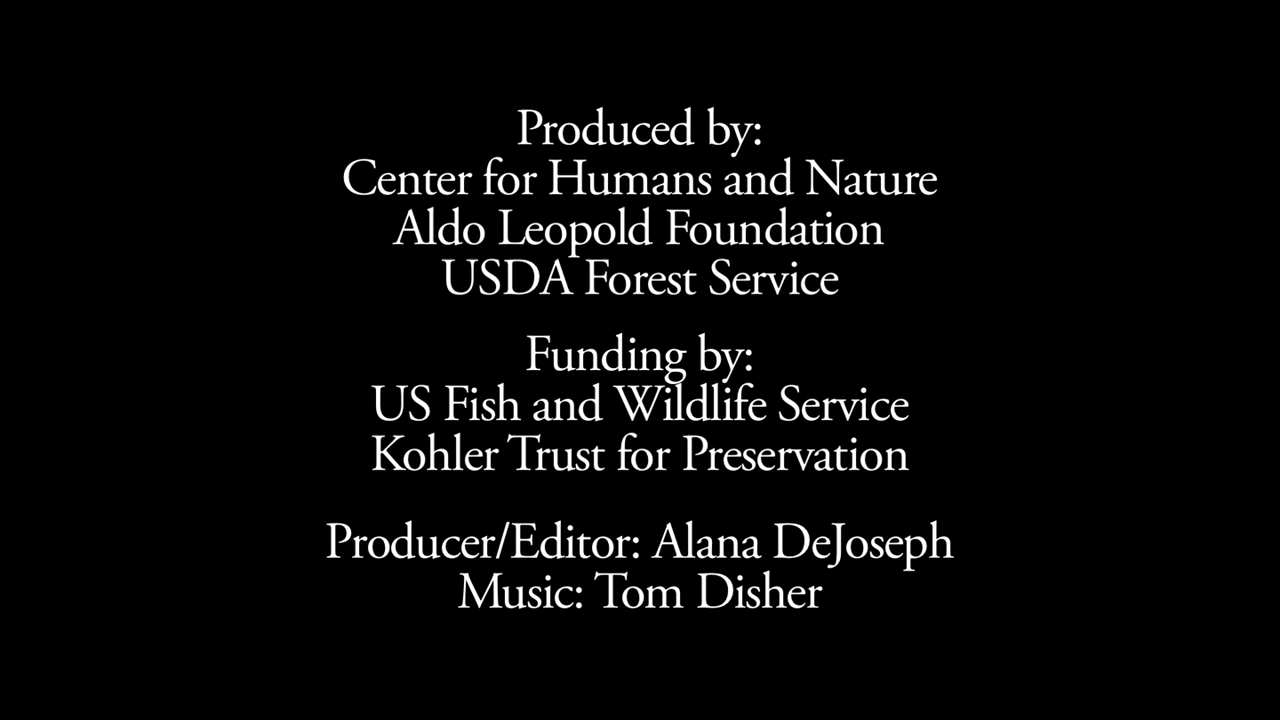 Produced by:
Center for Humans and Nature
Aldo Leopold Foundation
USDA Forest Service
Funding by:
US Fish and Wildlife Service
Kohler Trust for Preservation
Producer/Editor: Alana DeJoseph
Music: Tom Disher